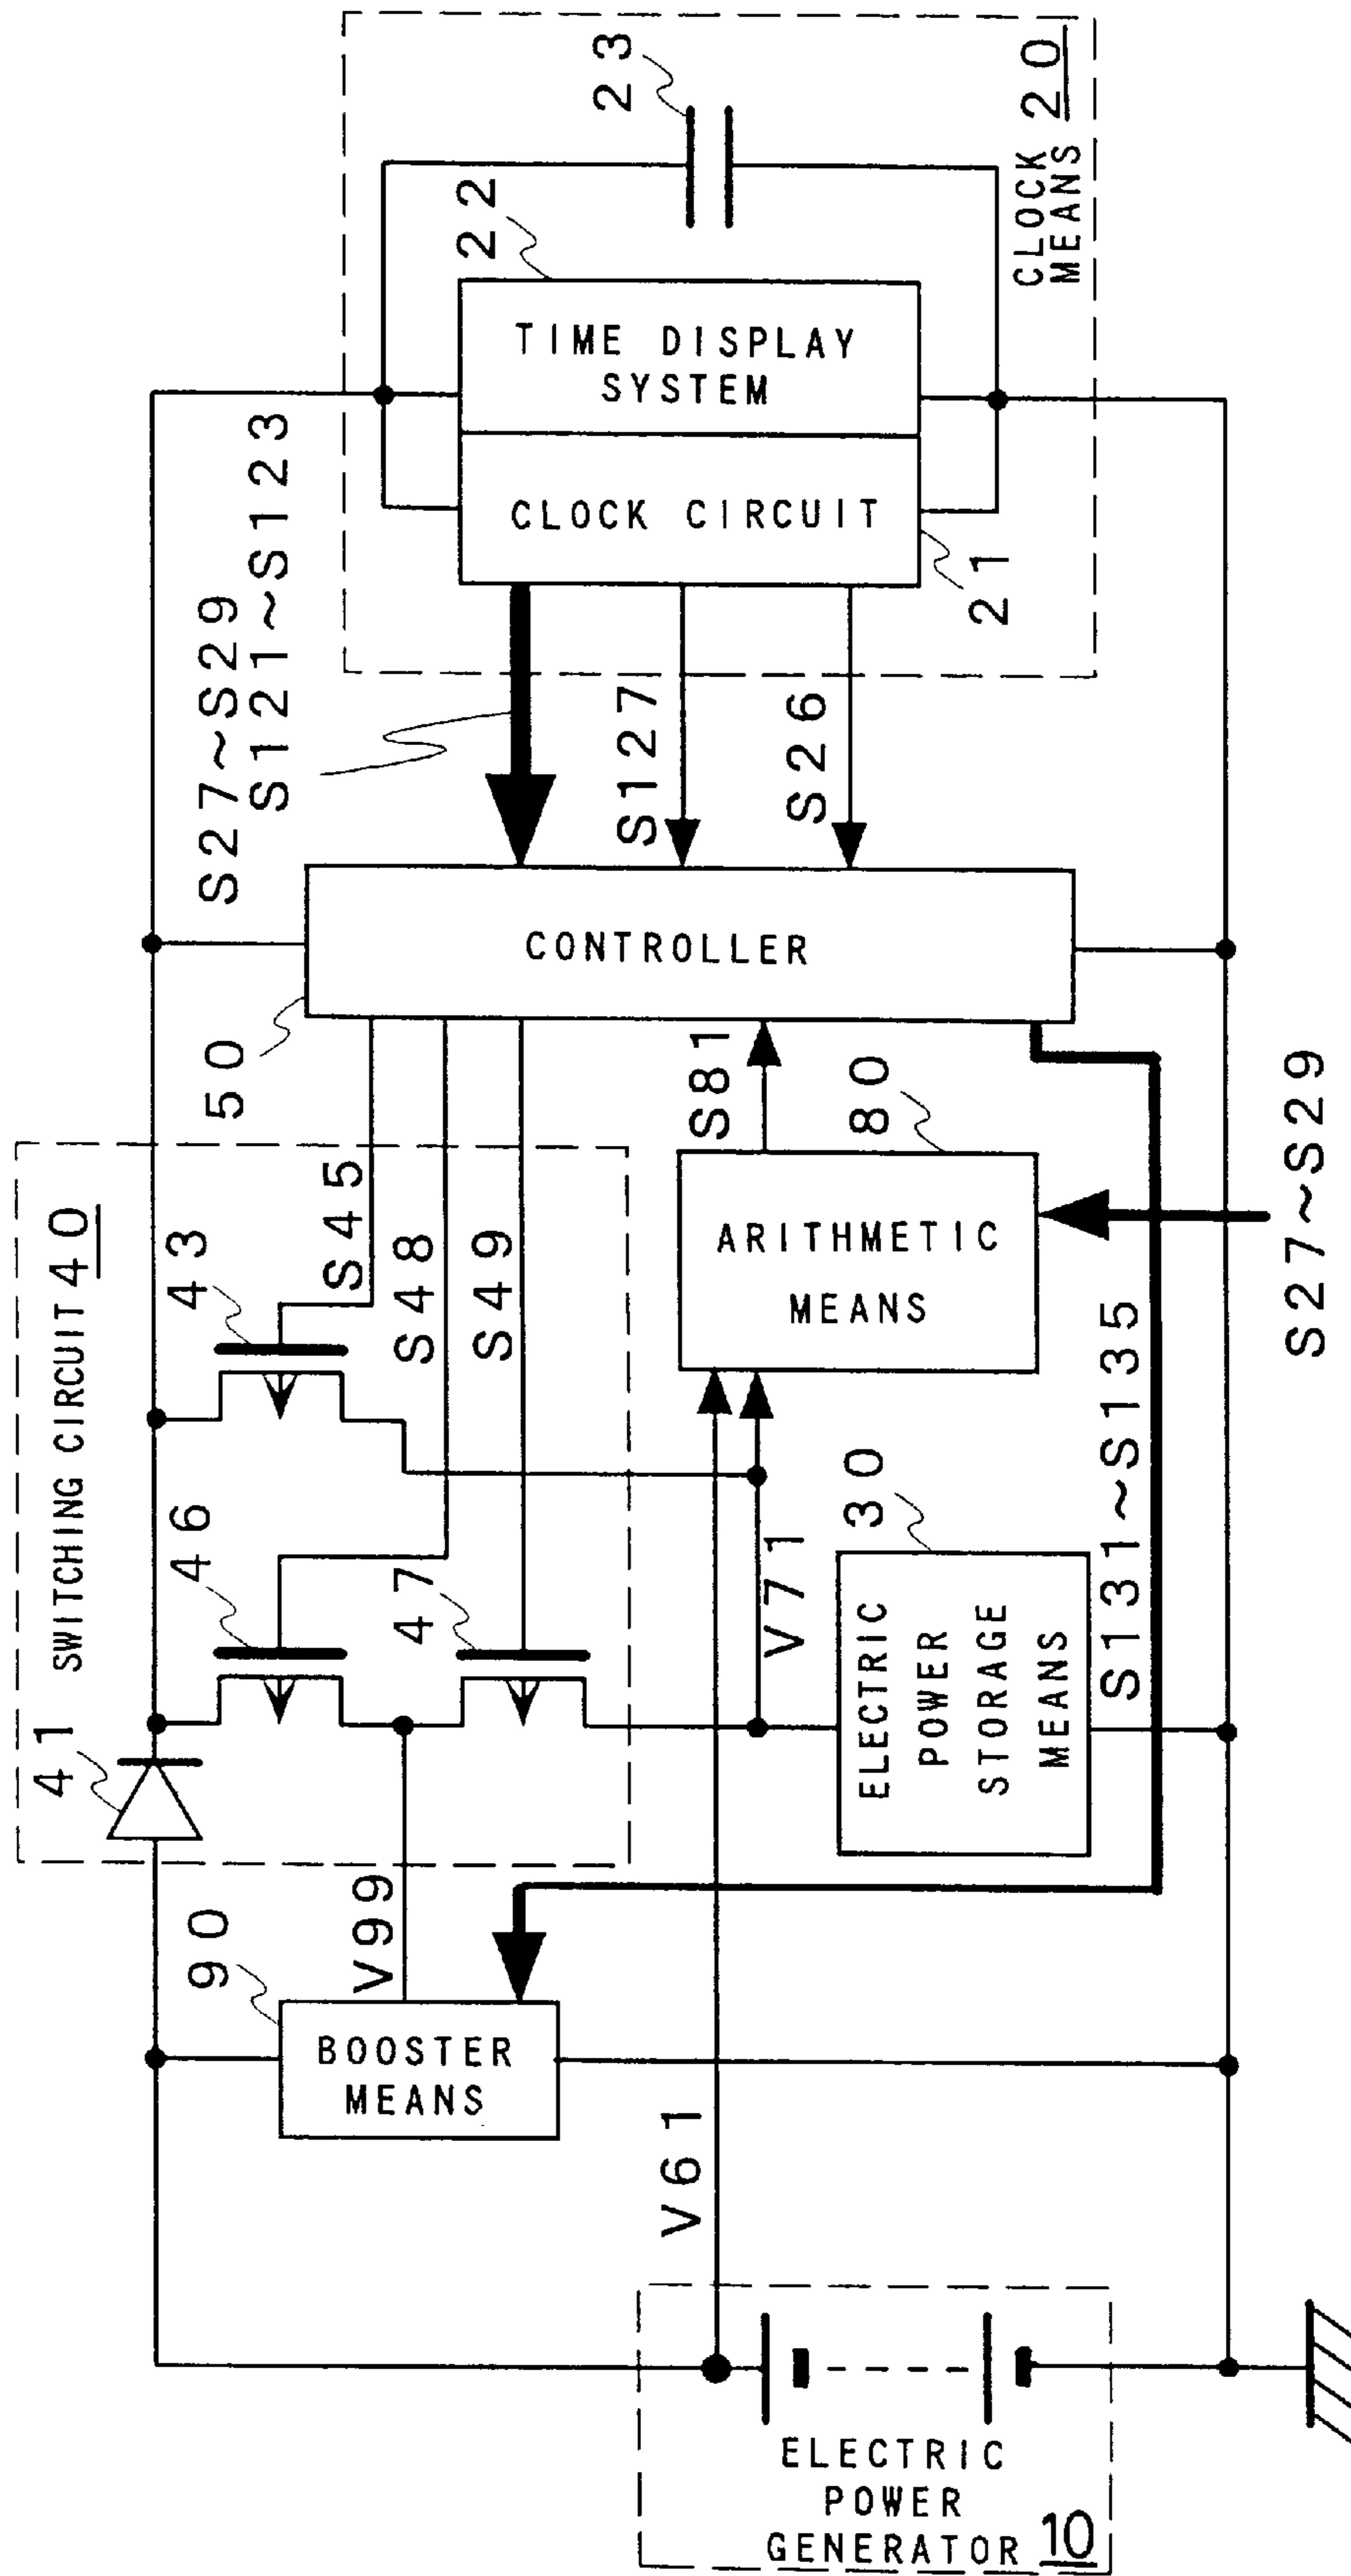 SWITCHING CIRCUIT 40
41
46
43
47
S45
S48
S49
50
S27~S29
S121~S123
S127
S26
CONTROLLER
TIME DISPLAY
SYSTEM
22
CLOCK CIRCUIT
21
23
CLOCK
MEANS 20
90
V99
BOOSTER
MEANS
V61
V71
30
ELECTRIC
POWER
STORAGE
MEANS
S81
80
ARITHMETIC
MEANS
S131~S135
S27~S29
ELECTRIC
POWER
GENERATOR 10